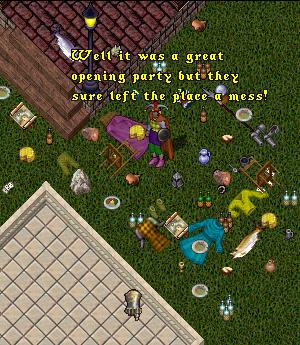 Well it was a great
opening party but they
sure left the place a mess!